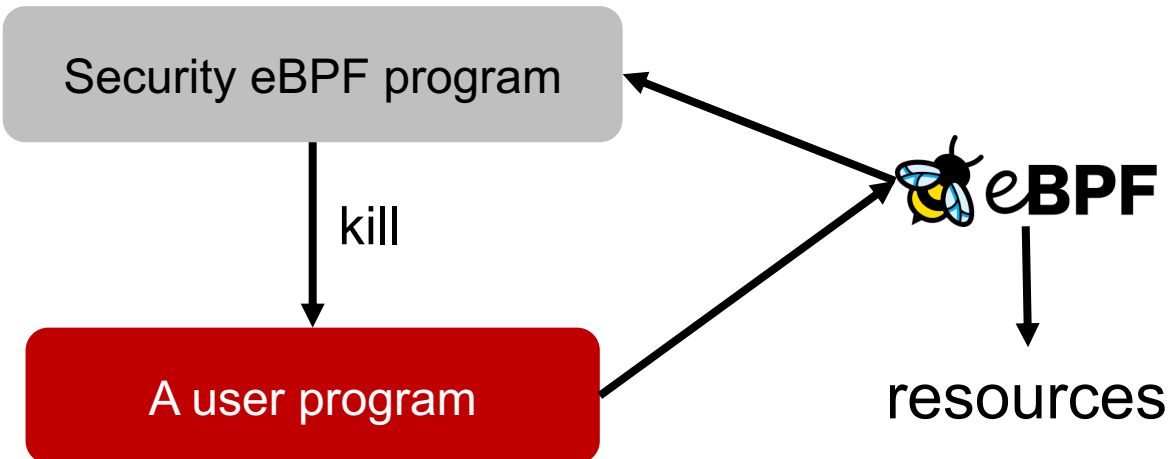 Security eBPF program
eBPF
kill
A user program
resources